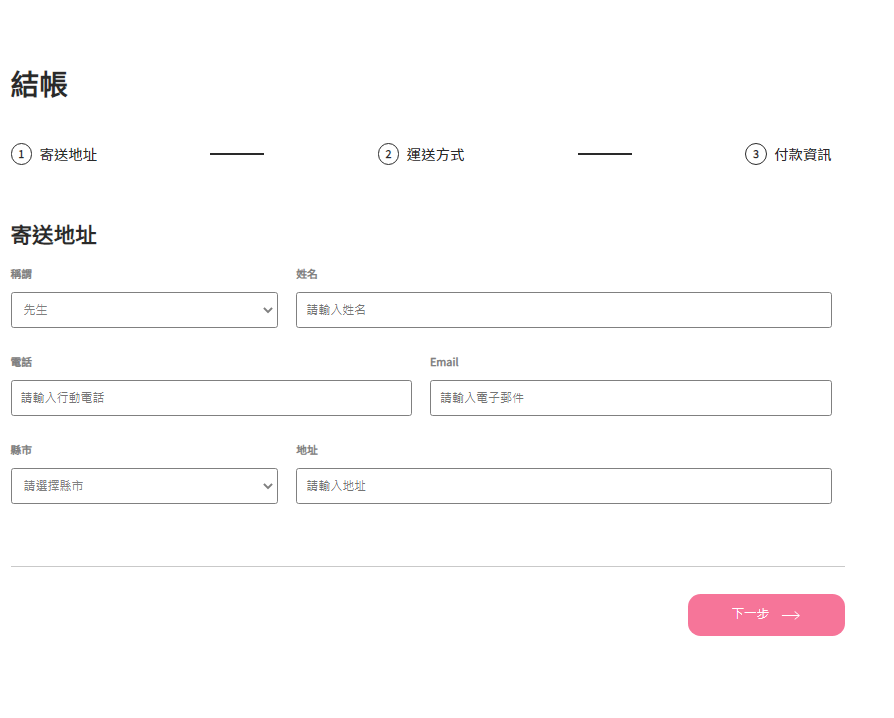 結帳
1 寄送地址 2 運送方式 3 付款資訊
寄送地址
稱謂 姓名
先生 請輸入姓名
電話 Email
請輸入行動電話 請輸入電子郵件
縣市 地址
請選擇縣市 請輸入地址
下一步 →